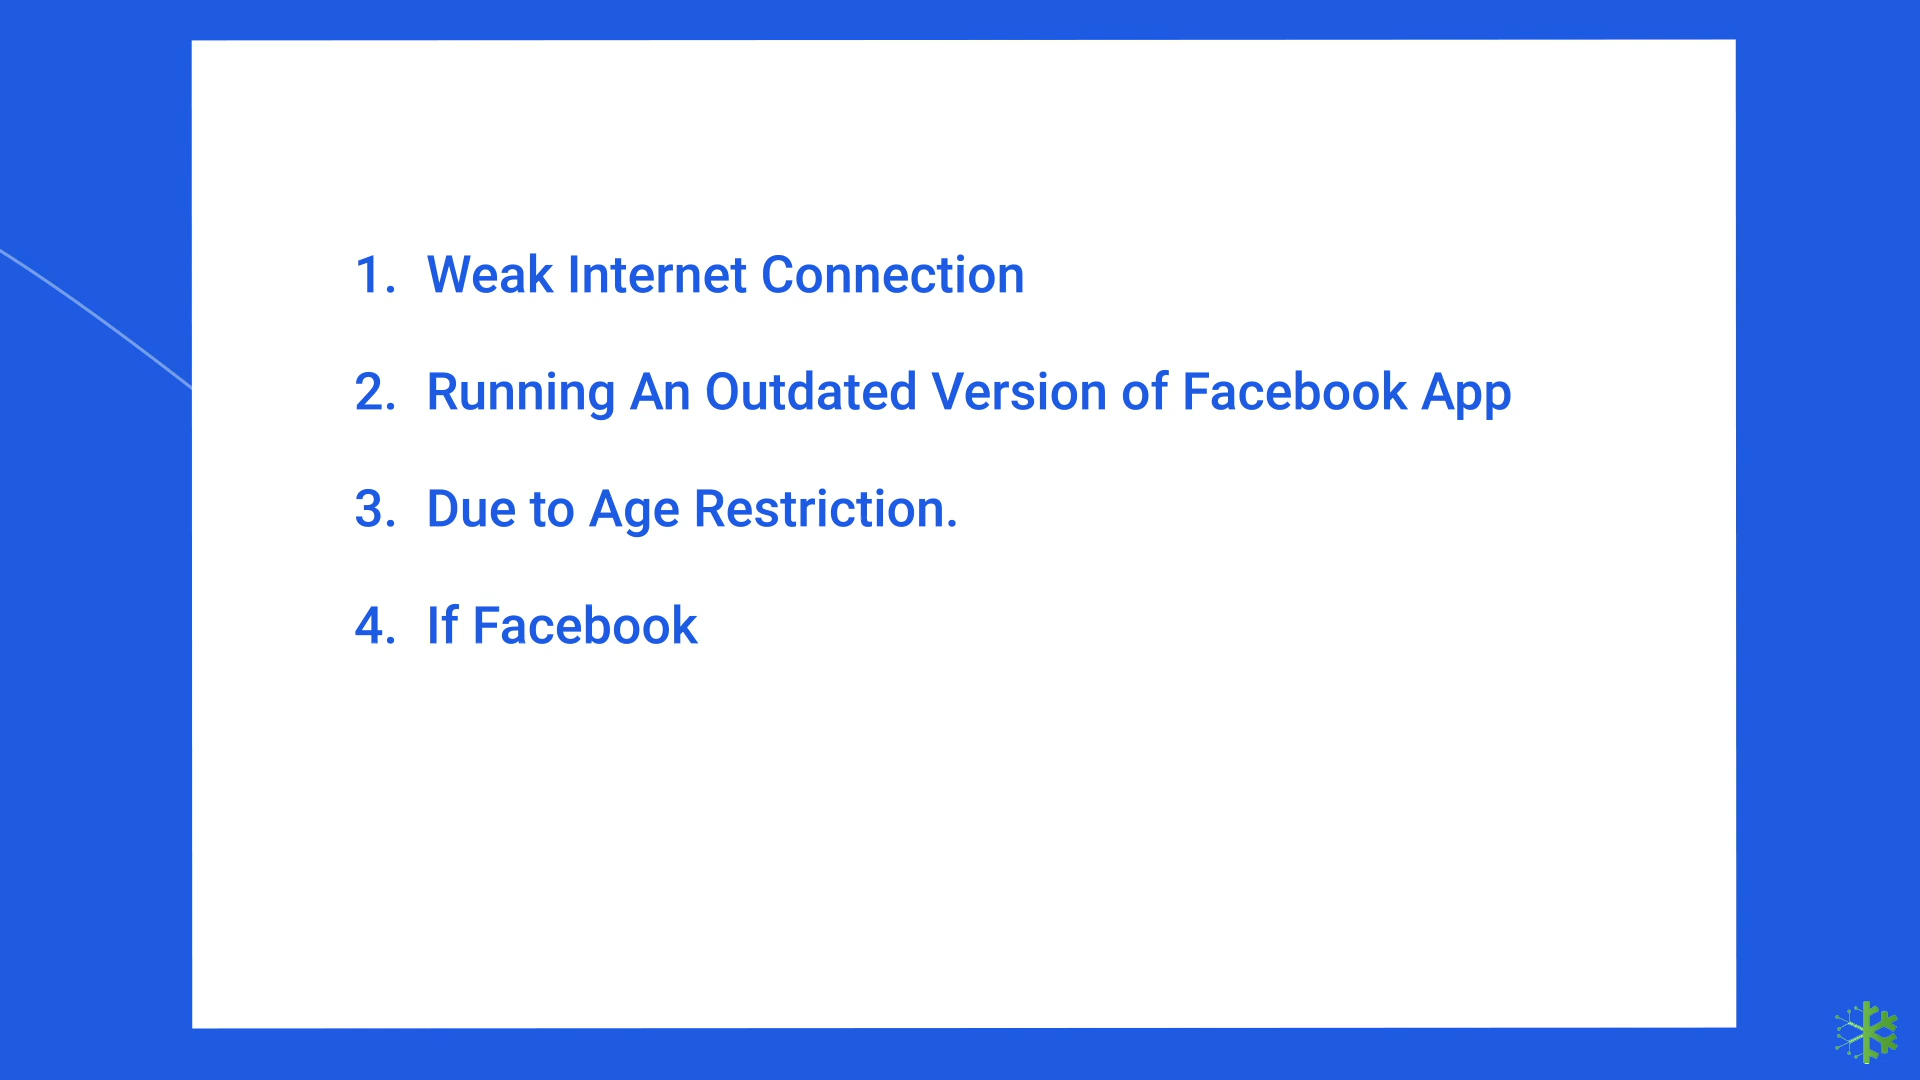 1. Weak Internet Connection
2. Running An Outdated Version of Facebook App
3. Due to Age Restriction.
4. If Facebook